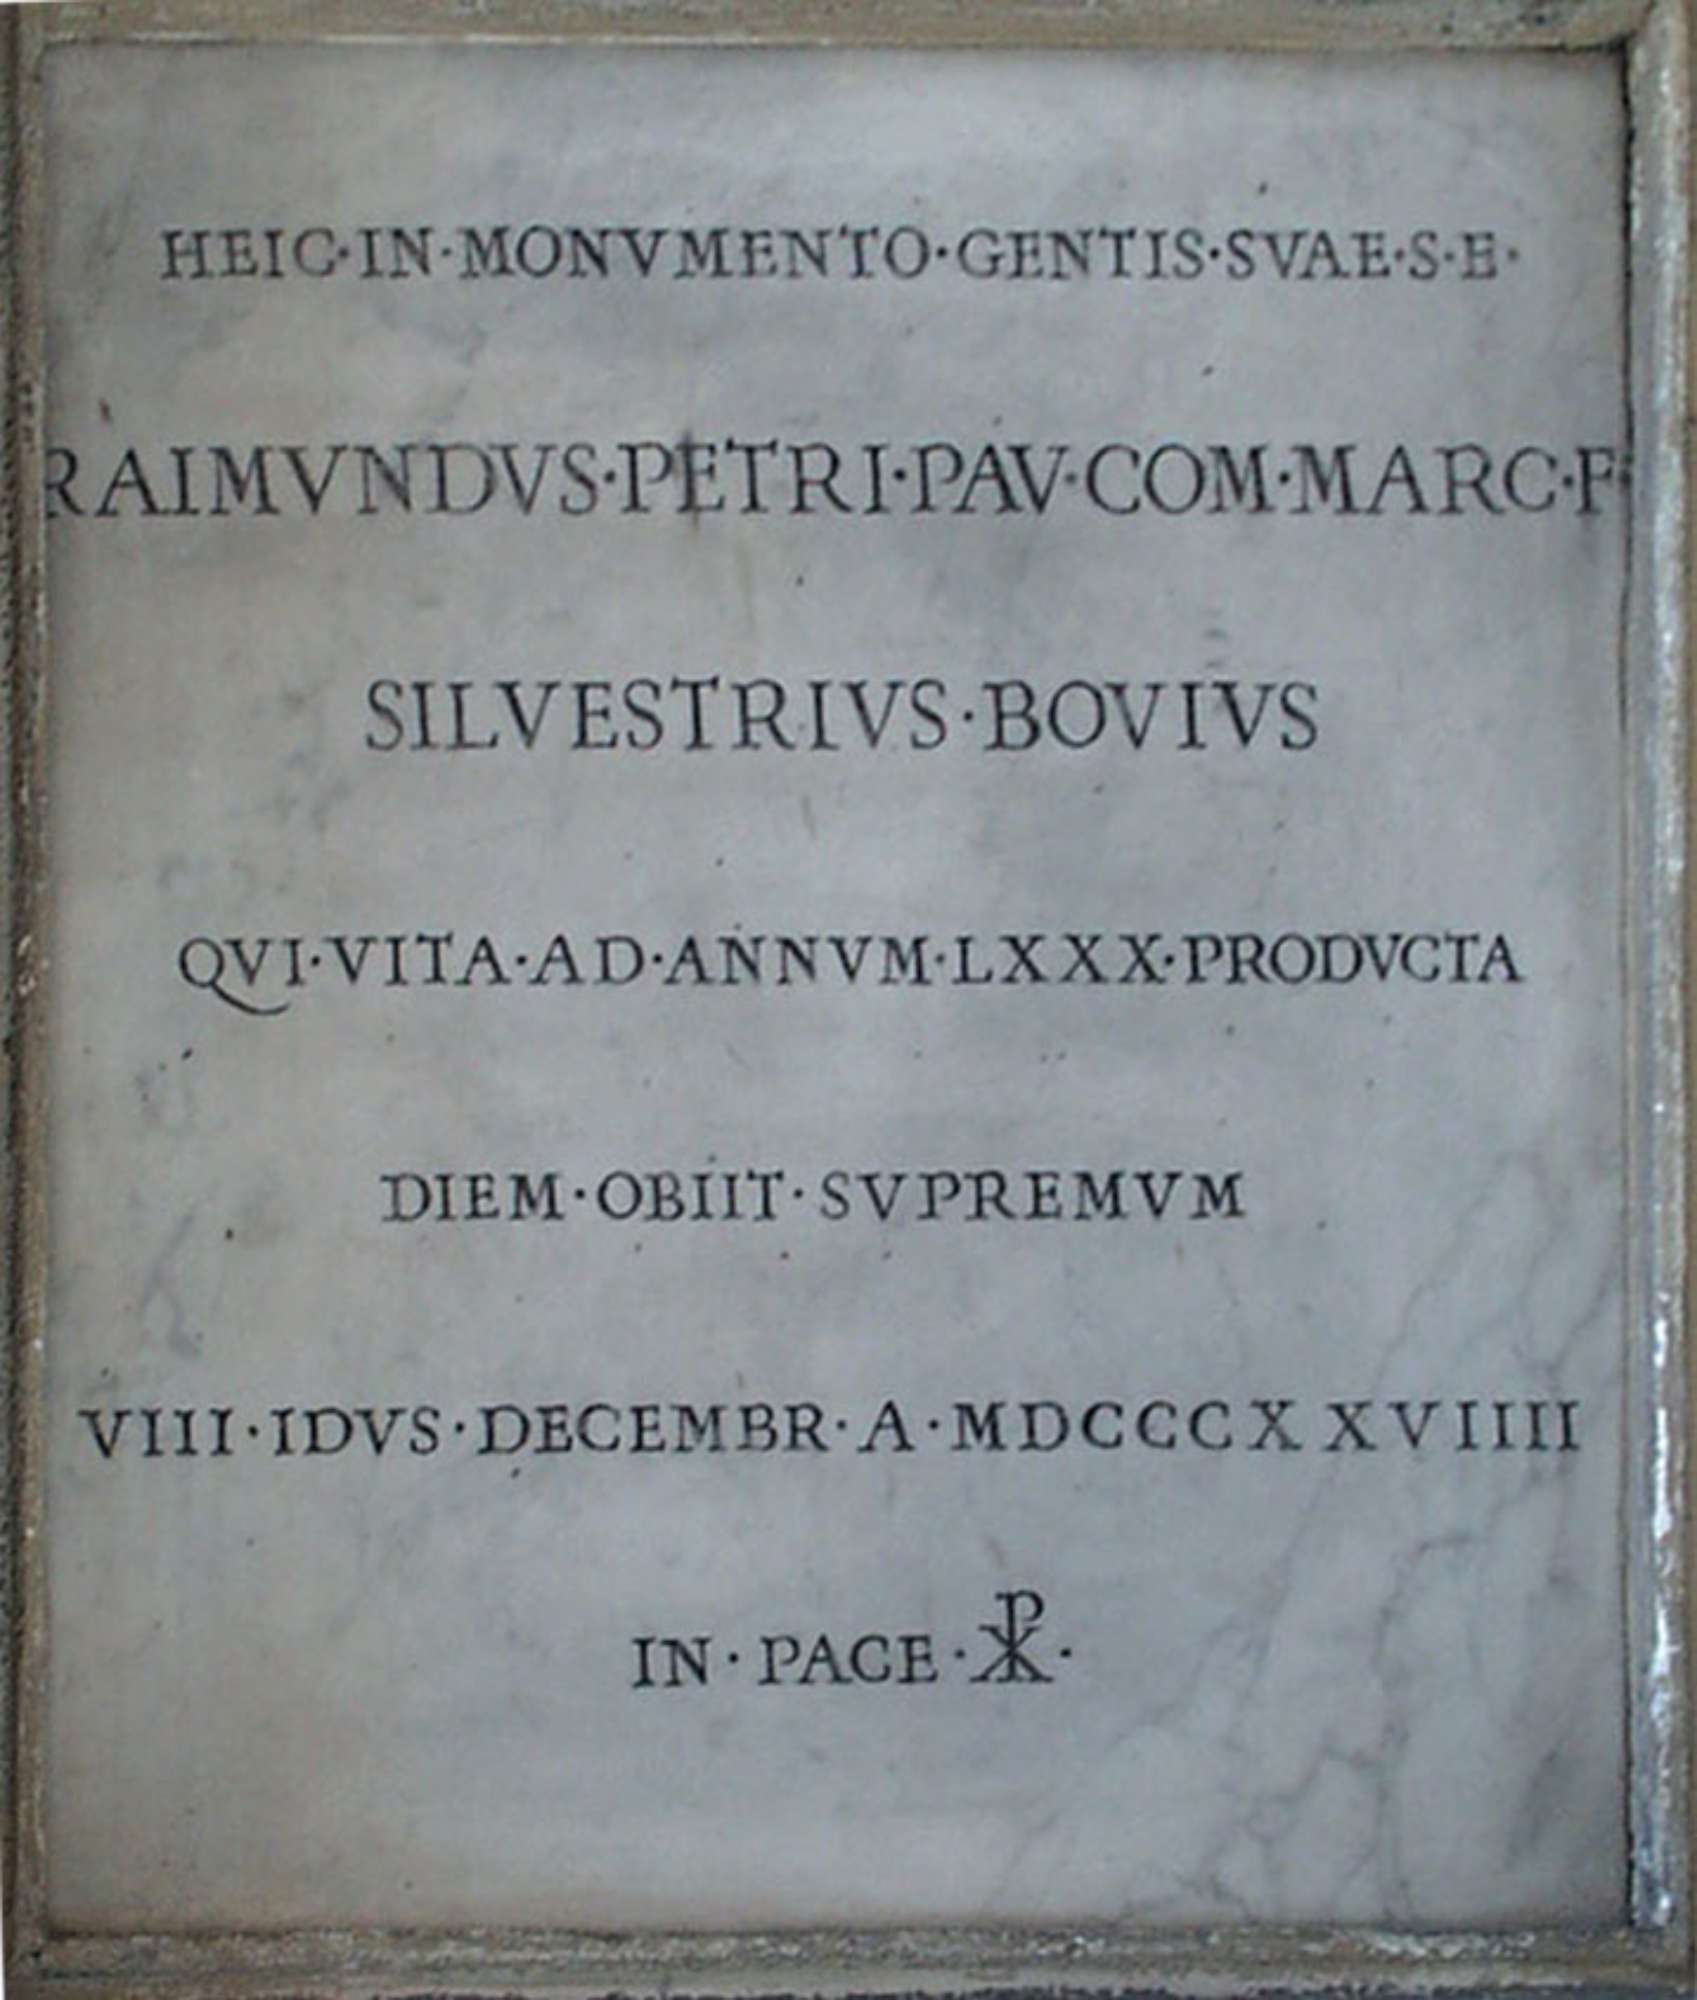 HEIC·IN·MONVMENTO·GENTIS·SVAE·S·E·
RAIMVNDVS·PETRI·PAV·COM·MARC·F·
SILVESTRIVS·BOVIVS
QVI·VITA·AD·ANNVM·LXXX·PRODVCTA
DIEM·OBIIT·SVPREMVM
VIII·IDVS·DECEMBR·A·MDCCCXXVIIII
IN·PACE·☧·